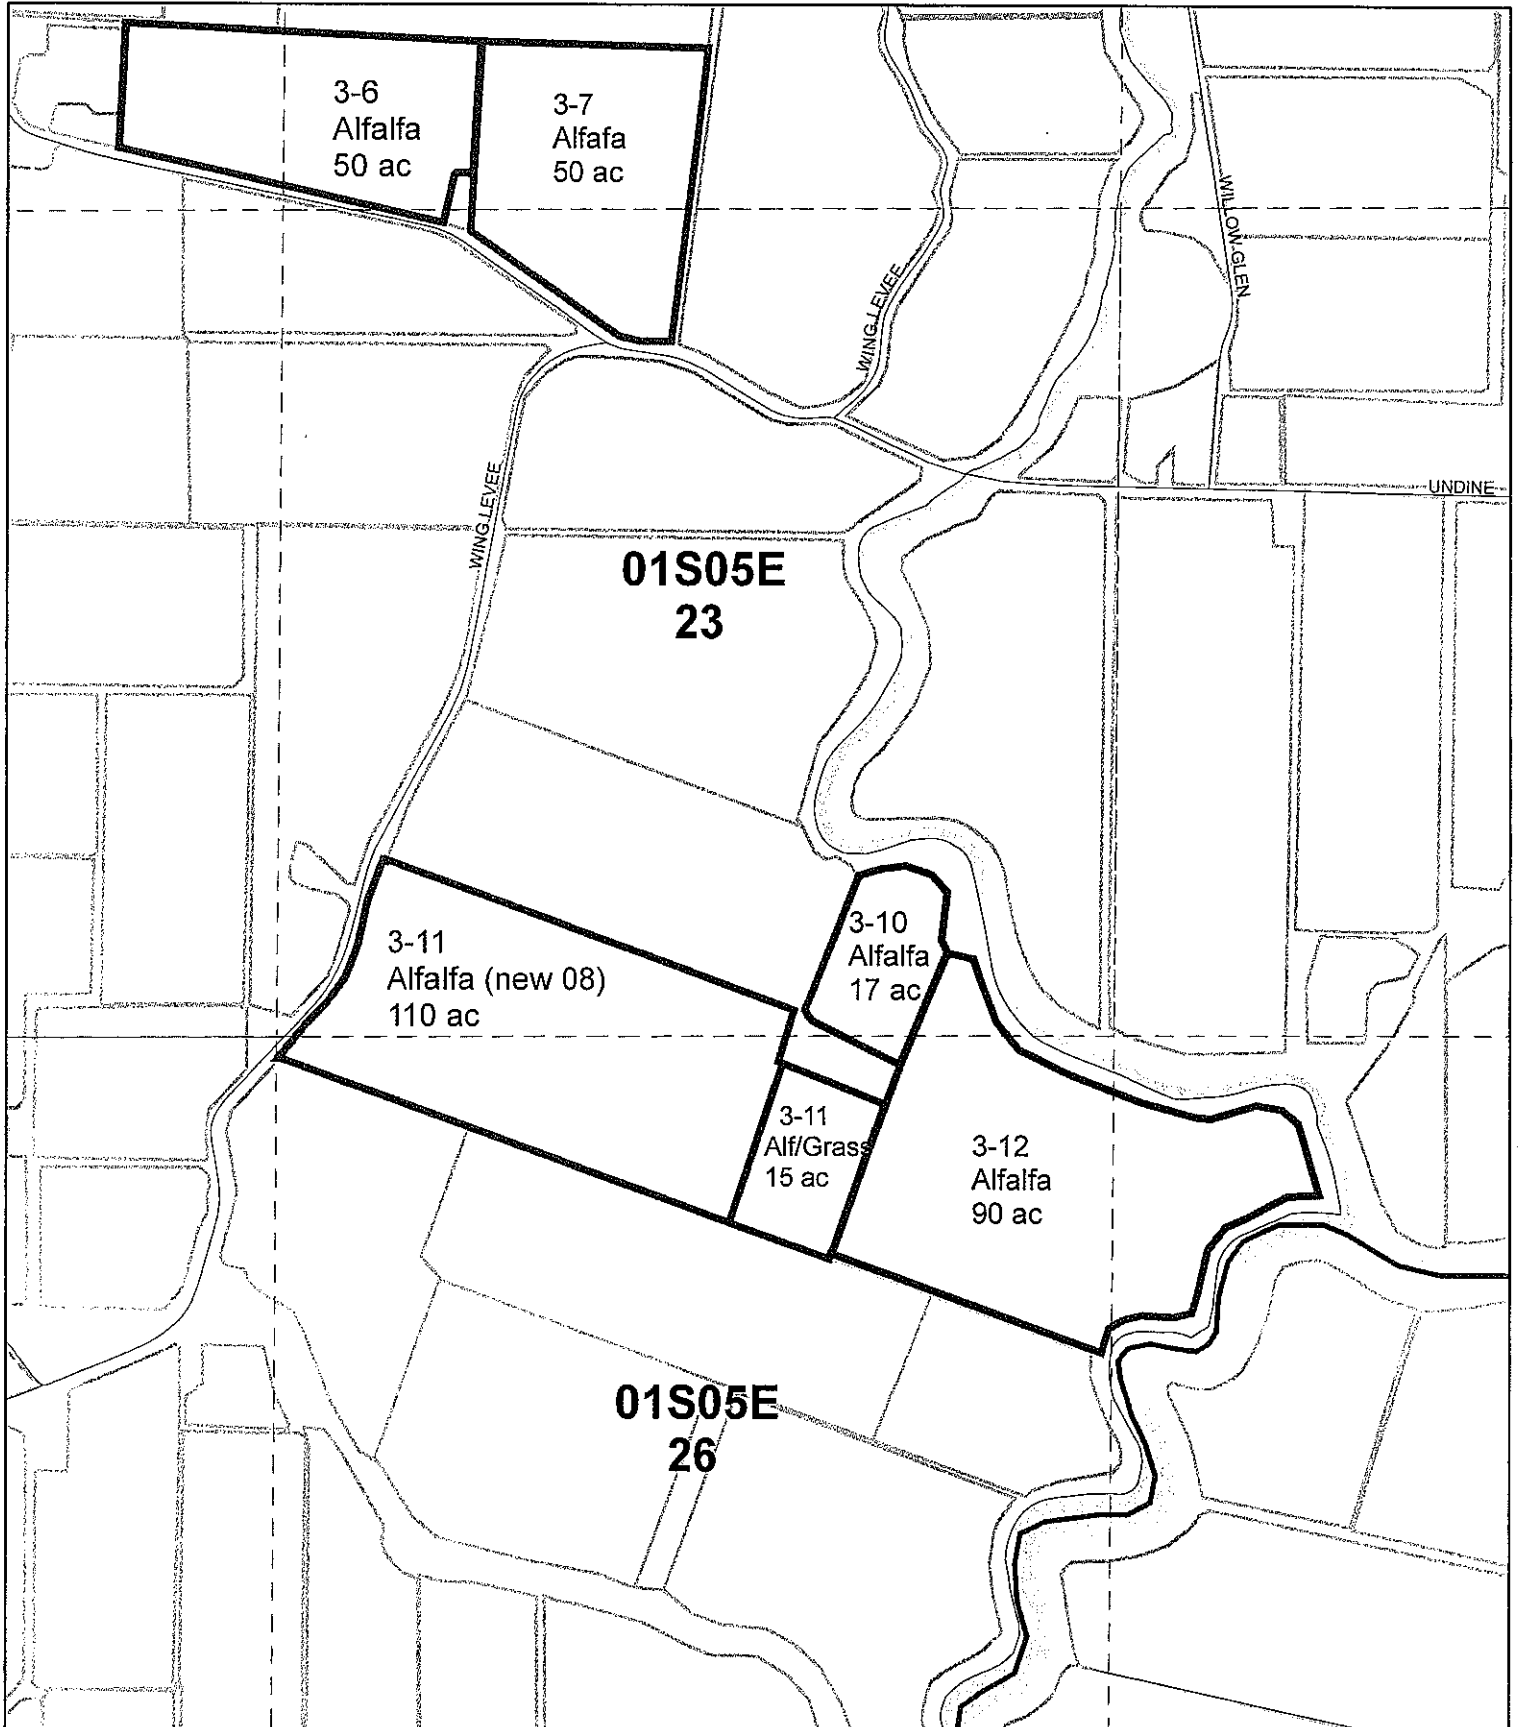 3-6
Alfalfa
50 ac
3-7
Alfafa
50 ac
WILLOW GLEN
WING LEVEE
WING LEVEE
UNDINE
01S05E
23
3-10
Alfalfa
17 ac
3-11
Alfalfa (new 08)
110 ac
3-11
Alf/Grass
15 ac
3-12
Alfalfa
90 ac
01S05E
26